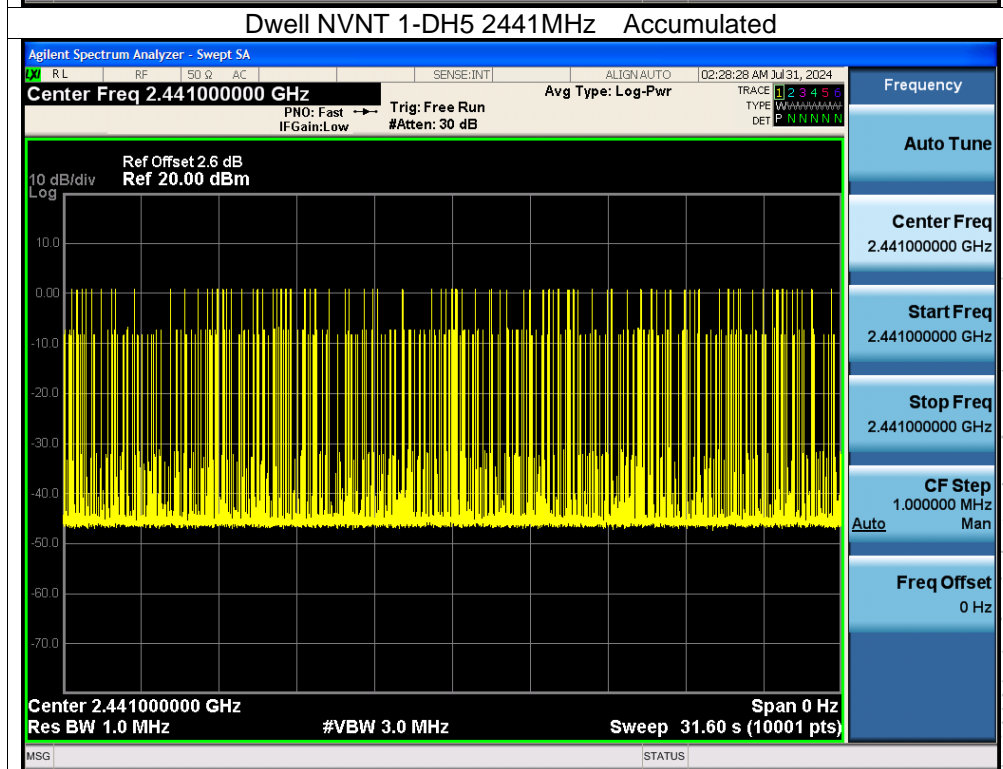 Dwell NVNT 1-DH5 2441MHz Accumulated
Agilent Spectrum Analyzer - Swept SA
LXI RL RF 50 Ω AC SENSE:INT ALIGN AUTO 02:28:28 AM Jul 31, 2024
Center Freq 2.441000000 GHz
PNO: Fast
IFGain:Low
Trig: Free Run
#Atten: 30 dB
Avg Type: Log-Pwr
TRACE 1 2 3 4 5 6
TYPE
DET P N N N N N
Ref Offset 2.6 dB
10 dB/div Ref 20.00 dBm
Log
10.0
0.00
-10.0
-20.0
-30.0
-40.0
-50.0
-60.0
-70.0
Center 2.441000000 GHz Span 0 Hz
Res BW 1.0 MHz #VBW 3.0 MHz Sweep 31.60 s (10001 pts)
MSG STATUS
Frequency
Auto Tune
Center Freq
2.441000000 GHz
Start Freq
2.441000000 GHz
Stop Freq
2.441000000 GHz
CF Step
1.000000 MHz
Auto Man
Freq Offset
0 Hz